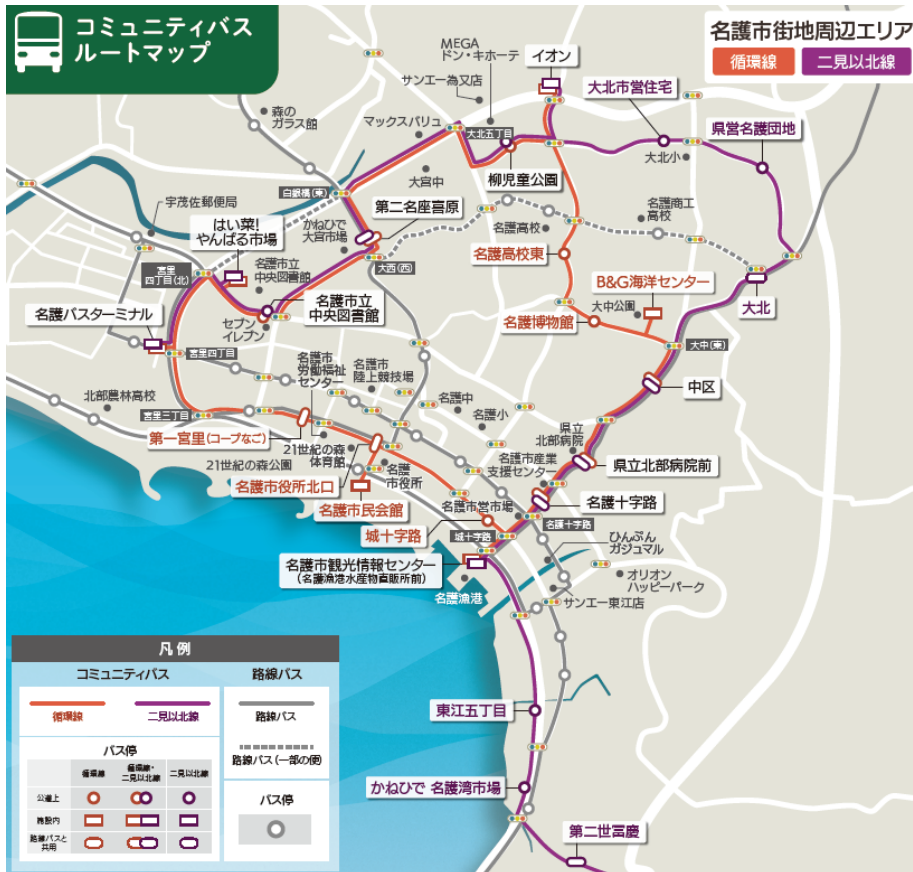 コミュニティバス
ルートマップ
名護市街地周辺エリア
循環線
二見以北線
MEGA
ドン・キホーテ
イオン
サンエー為又店
大北市営住宅
森の
ガラス館
マックスバリュ
大北五丁目
県営名護団地
大北小
大宮中
柳児童公園
白銀橋(東)
宇茂佐郵便局
第二名座喜原
名護商工
高校
はい菜!
やんばる市場
かねひで
大宮市場
名護高校
名護高校東
宮里
四丁目(北)
名護市立
中央図書館
大西(西)
B&G海洋センター
大北
名護市立
中央図書館
大中公園
名護バスターミナル
セブン
イレブン
名護博物館
宮里四丁目
大中(東)
名護市
労働福祉
センター
名護市
陸上競技場
中区
北部農林高校
名護中
宮里三丁目
名護小
県立
北部病院
第一宮里(コープなご)
21世紀の森
体育館
21世紀の森公園
名護市産業
支援センター
県立北部病院前
名護市役所北口
名護
市役所
名護市民会館
名護市営市場
名護十字路
名護十字路
城十字路
城十字路
ひんぷん
ガジュマル
名護市観光情報センター
(名護漁港水産物直販所前)
オリオン
ハッピーパーク
名護漁港
サンエー東江店
東江五丁目
かねひで 名護湾市場
第二世冨慶
凡例
コミュニティバス
路線バス
循環線
二見以北線
路線バス
路線バス(一部の便)
バス停
循環線
循環線・
二見以北線
二見以北線
公道上
施設内
路線バスと
共用
バス停